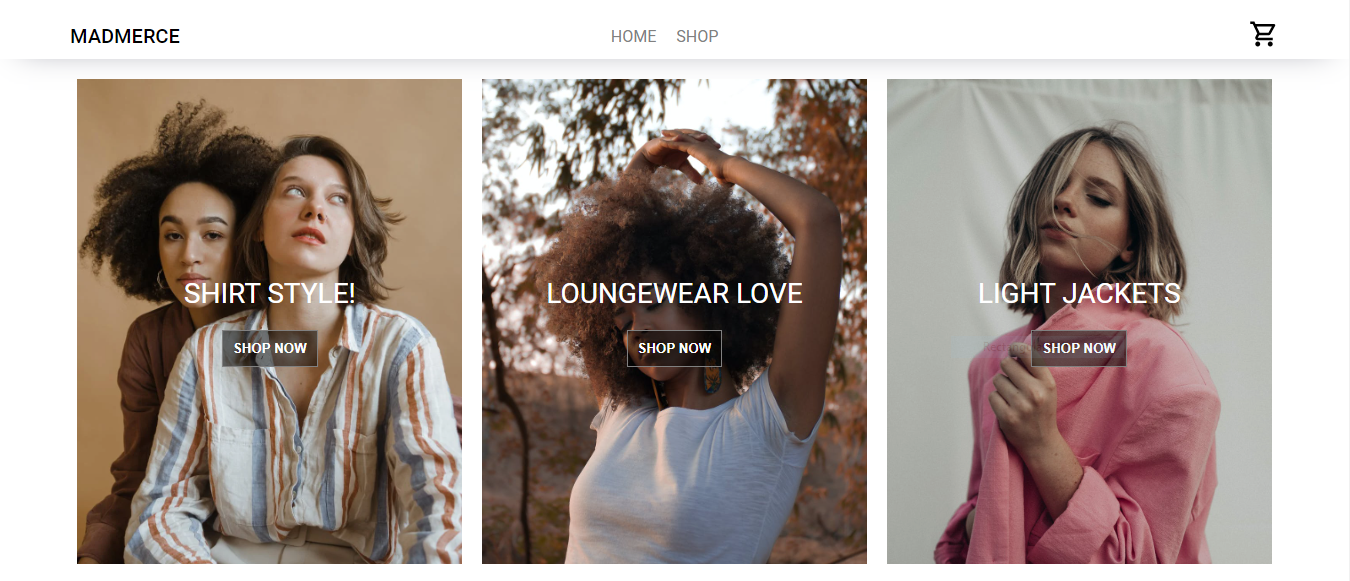 MADMERCE
HOME SHOP
SHIRT STYLE!
SHOP NOW
LOUNGEWEAR LOVE
SHOP NOW
LIGHT JACKETS
SHOP NOW